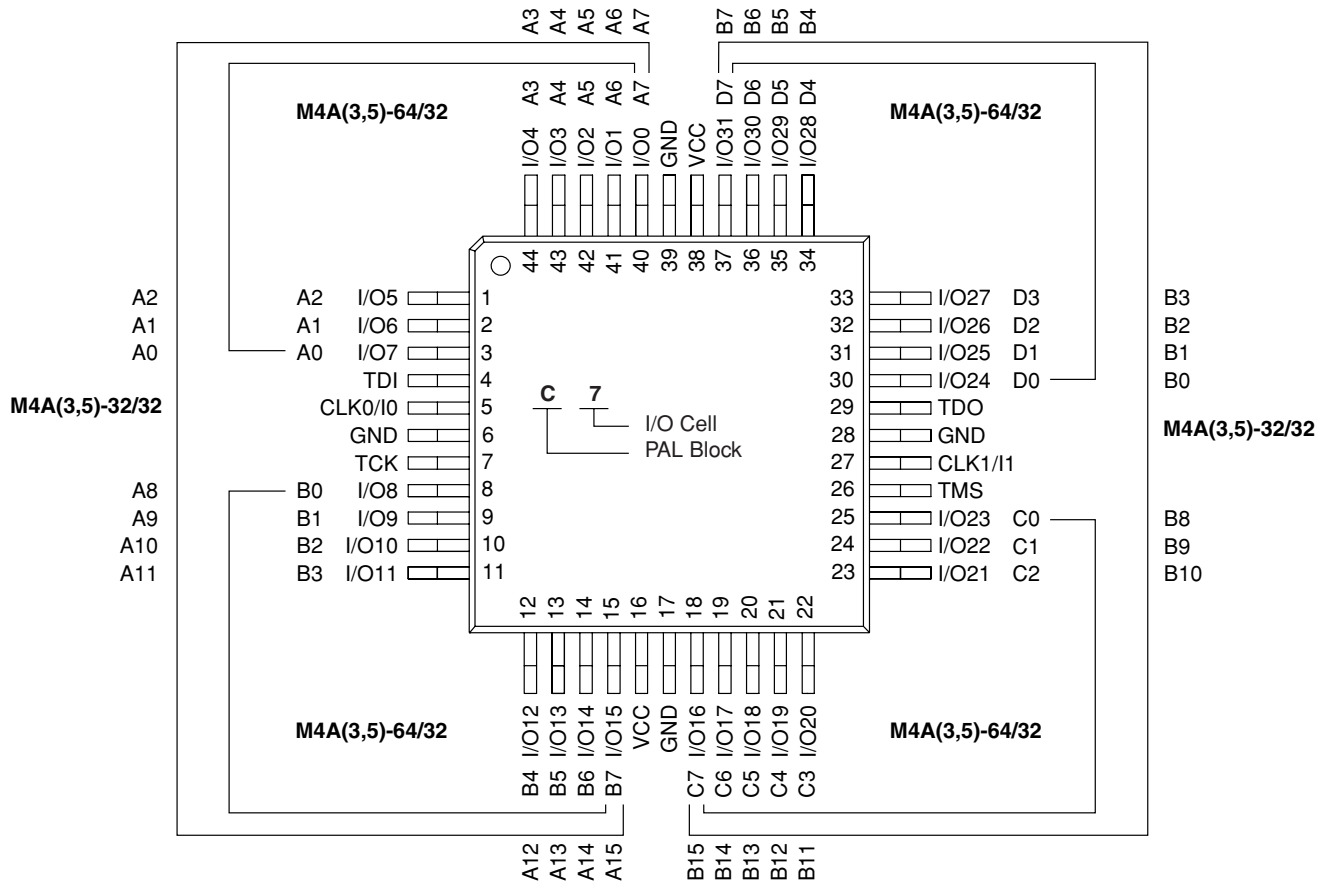 A3 A4 A5 A6 A7 B7 B6 B5 B4
A3 A4 A5 A6 A7 D7 D6 D5 D4
M4A(3,5)-64/32 M4A(3,5)-64/32
I/O4 I/O3 I/O2 I/O1 I/O0 GND VCC I/O31 I/O30 I/O29 I/O28
44 43 42 41 40 39 38 37 36 35 34
A2 A2 I/O5 1 33 I/O27 D3 B3
A1 A1 I/O6 2 32 I/O26 D2 B2
A0 A0 I/O7 3 31 I/O25 D1 B1
TDI 4 30 I/O24 D0 B0
M4A(3,5)-32/32 CLK0/I0 5 C 7 29 TDO
I/O Cell
GND 6 28 GND M4A(3,5)-32/32
PAL Block
TCK 7 27 CLK1/I1
A8 B0 I/O8 8 26 TMS
A9 B1 I/O9 9 25 I/O23 C0 B8
A10 B2 I/O10 10 24 I/O22 C1 B9
A11 B3 I/O11 11 23 I/O21 C2 B10
12 13 14 15 16 17 18 19 20 21 22
I/O12 I/O13 I/O14 I/O15 VCC GND I/O16 I/O17 I/O18 I/O19 I/O20
M4A(3,5)-64/32 M4A(3,5)-64/32
B4 B5 B6 B7 C7 C6 C5 C4 C3
A12 A13 A14 A15 B15 B14 B13 B12 B11